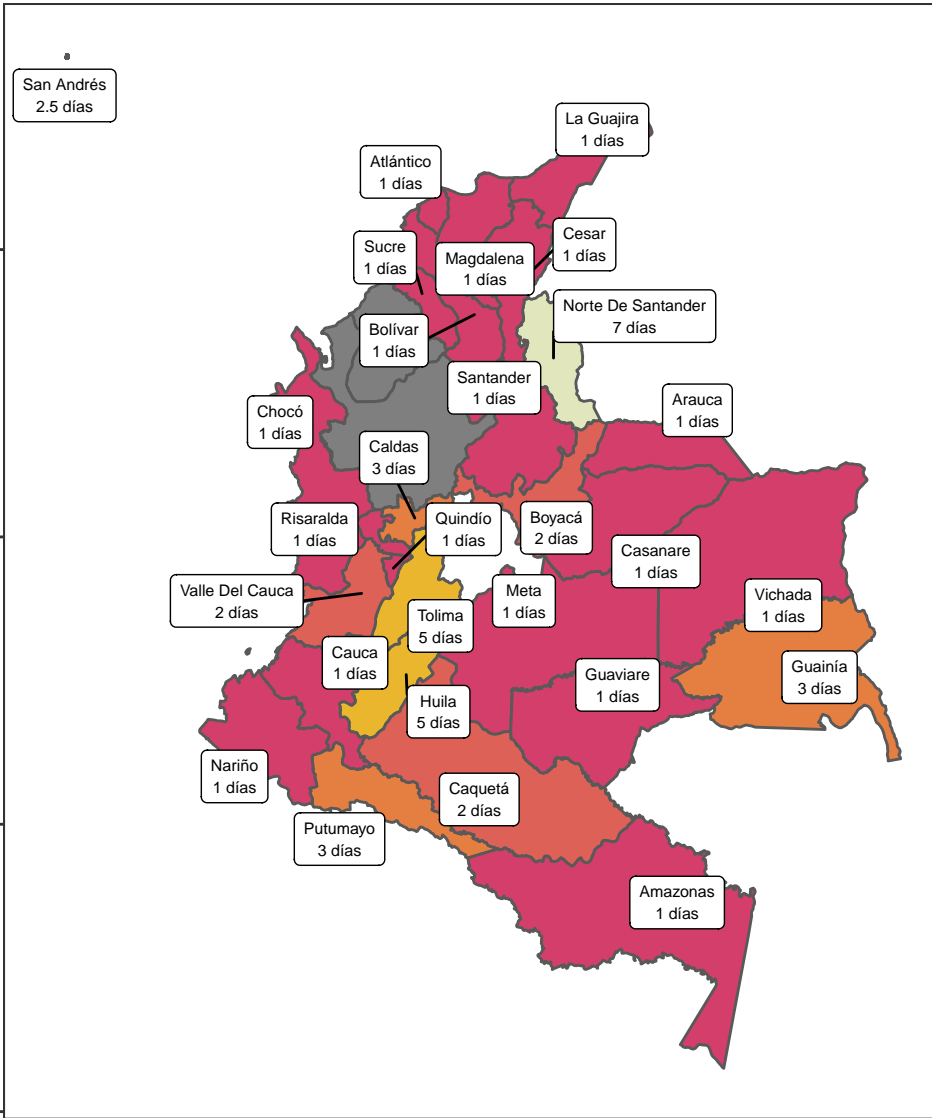 San Andrés
2.5 días
La Guajira
1 días
Atlántico
1 días
Cesar
1 días
Sucre
1 días
Magdalena
1 días
Norte De Santander
7 días
Bolívar
1 días
Santander
1 días
Arauca
1 días
Chocó
1 días
Caldas
3 días
Risaralda
1 días
Quindío
1 días
Boyacá
2 días
Casanare
1 días
Valle Del Cauca
2 días
Meta
1 días
Vichada
1 días
Tolima
5 días
Cauca
1 días
Guainía
3 días
Guaviare
1 días
Huila
5 días
Nariño
1 días
Caquetá
2 días
Putumayo
3 días
Amazonas
1 días